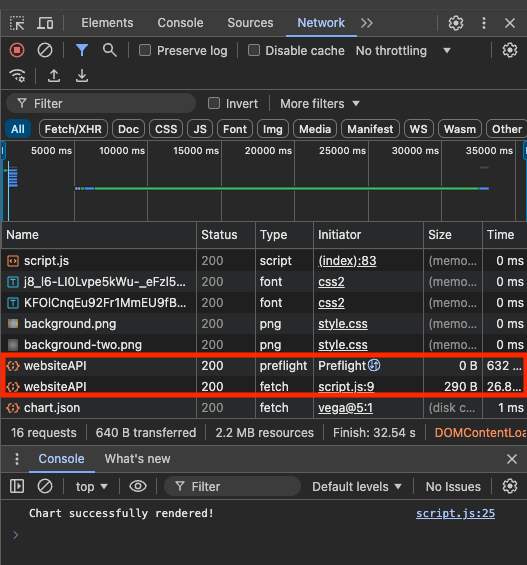 Elements Console Sources Network
Preserve log Disable cache No throttling
Filter Invert More filters
All Fetch/XHR Doc CSS JS Font Img Media Manifest WS Wasm Other
5000 ms 10000 ms 15000 ms 20000 ms 25000 ms 30000 ms 35000 ms
Name Status Type Initiator Size Time
script.js 200 script (index):83 (memo... 0 ms
j8_I6-LI0Lvpe5kWu-_eFzI5... 200 font css2 (memo... 0 ms
KFOlCnqEu92Fr1MmEU9fB... 200 font css2 (memo... 0 ms
background.png 200 png style.css (memo... 0 ms
background-two.png 200 png style.css (memo... 0 ms
websiteAPI 200 preflight Preflight 0 B 632 ...
websiteAPI 200 fetch script.js:9 290 B 26.8...
chart.json 200 fetch vega@5:1 (disk c... 1 ms
16 requests 640 B transferred 2.2 MB resources Finish: 32.54 s DOMContentLoa
Console What's new
top Filter Default levels No Issues
Chart successfully rendered! script.js:25